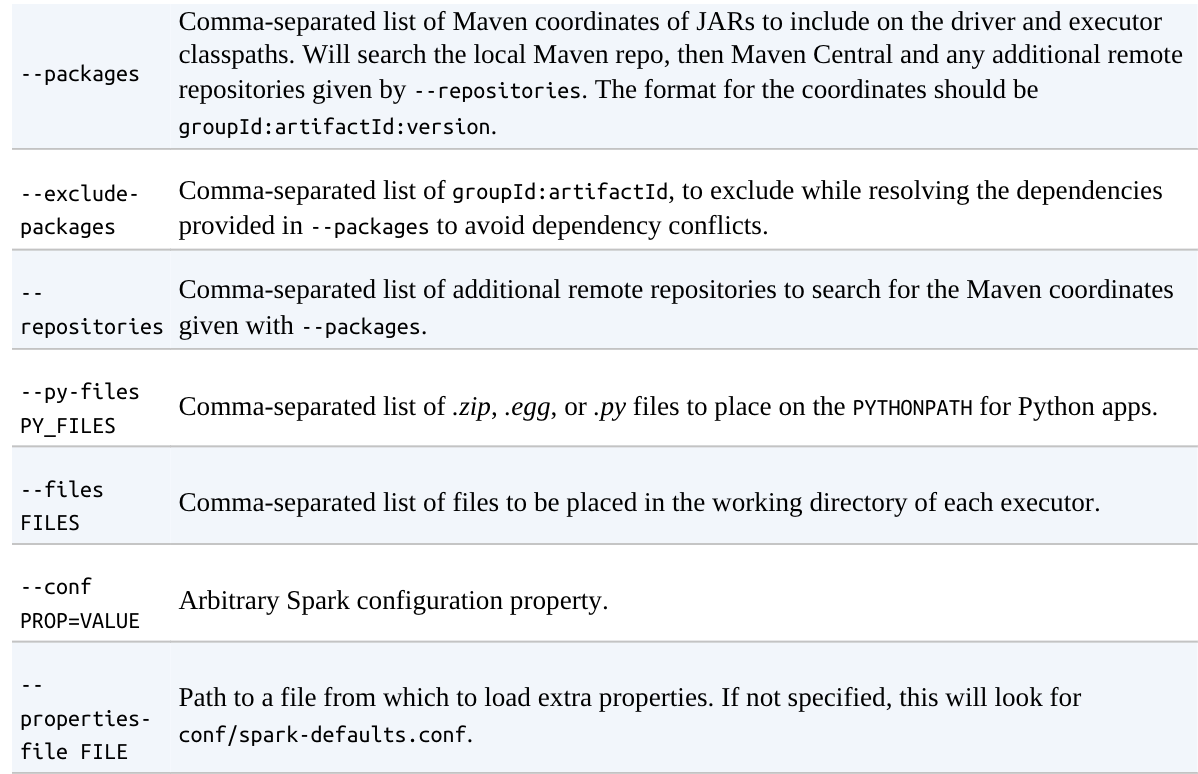 --packages
Comma-separated list of Maven coordinates of JARs to include on the driver and executor
classpaths. Will search the local Maven repo, then Maven Central and any additional remote
repositories given by --repositories. The format for the coordinates should be
groupId:artifactId:version.
--exclude-
packages
Comma-separated list of groupId:artifactId, to exclude while resolving the dependencies
provided in --packages to avoid dependency conflicts.
--
repositories
Comma-separated list of additional remote repositories to search for the Maven coordinates
given with --packages.
--py-files
PY_FILES
Comma-separated list of .zip, .egg, or .py files to place on the PYTHONPATH for Python apps.
--files
FILES
Comma-separated list of files to be placed in the working directory of each executor.
--conf
PROP=VALUE
Arbitrary Spark configuration property.
--
properties-
file FILE
Path to a file from which to load extra properties. If not specified, this will look for
conf/spark-defaults.conf.